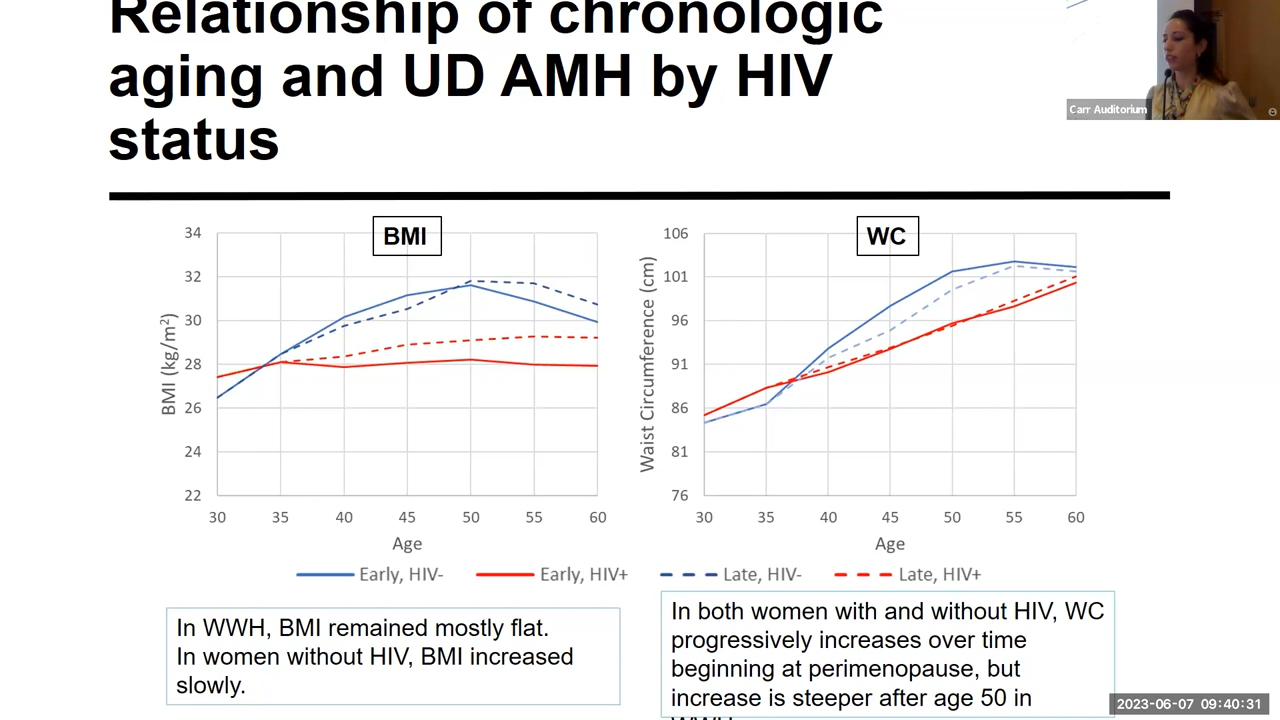 Relationship of chronologic
aging and UD AMH by HIV
status
Carr Auditorium
BMI
34
32
30
28
26
24
22
BMI (kg/m²)
30 35 40 45 50 55 60
Age
WC
106
101
96
91
86
81
76
Waist Circumference (cm)
30 35 40 45 50 55 60
Age
Early, HIV- Early, HIV+ Late, HIV- Late, HIV+
In WWH, BMI remained mostly flat.
In women without HIV, BMI increased
slowly.
In both women with and without HIV, WC
progressively increases over time
beginning at perimenopause, but
increase is steeper after age 50 in
2023-06-07 09:40:31